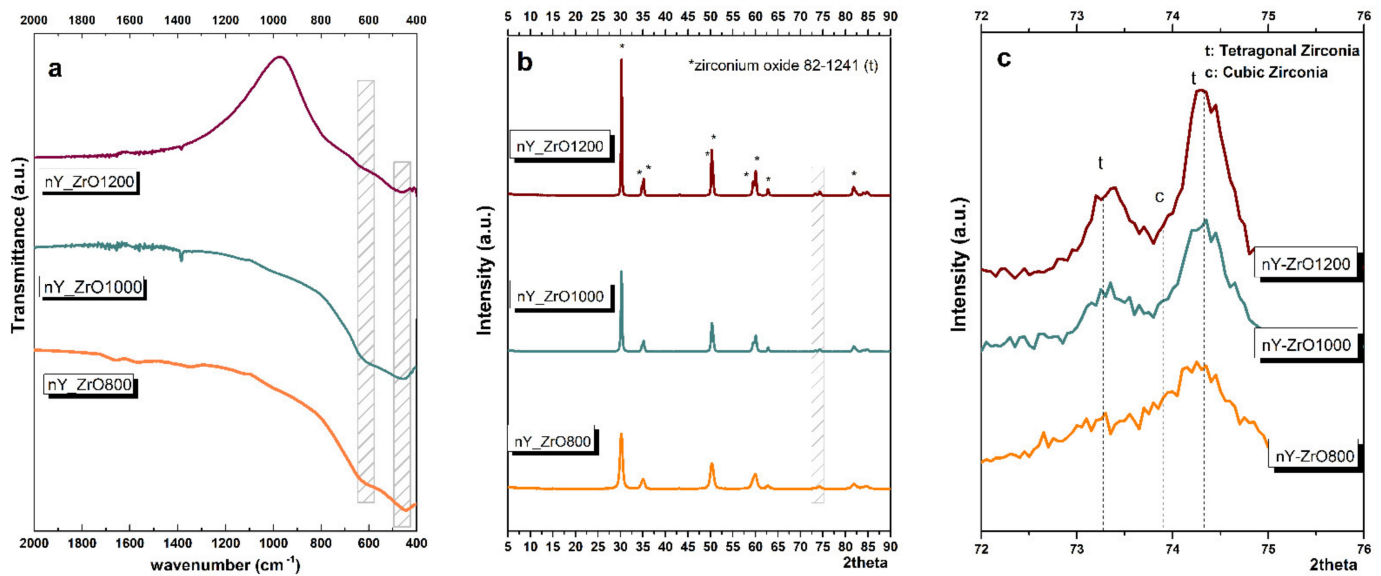 2000 1800 1600 1400 1200 1000 800 600 400
a
nY_ZrO1200
nY_ZrO1000
nY_ZrO800
Transmittance (a.u.)
2000 1800 1600 1400 1200 1000 800 600 400
wavenumber (cm⁻¹)
5 10 15 20 25 30 35 40 45 50 55 60 65 70 75 80 85 90
b
*zirconium oxide 82-1241 (t)
*
nY_ZrO1200
* * * * * * * *
nY_ZrO1000
nY_ZrO800
Intensity (a.u.)
5 10 15 20 25 30 35 40 45 50 55 60 65 70 75 80 85 90
2theta
72 73 74 75 76
c
t: Tetragonal Zirconia
c: Cubic Zirconia
t
t
c
nY-ZrO1200
nY-ZrO1000
nY-ZrO800
Intensity (a.u.)
72 73 74 75 76
2theta